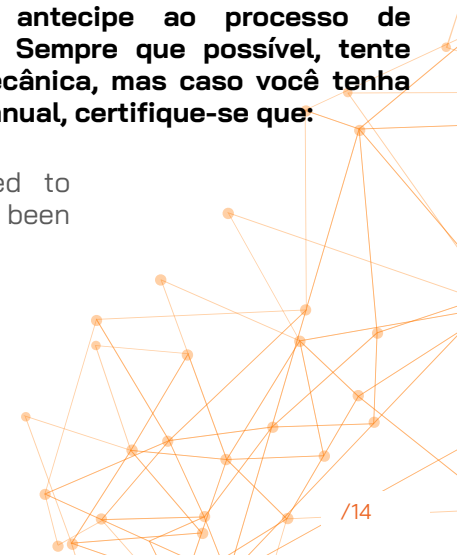 antecipe ao processo de
Sempre que possível, tente
ecânica, mas caso você tenha
anual, certifique-se que:
ed to
been
/14